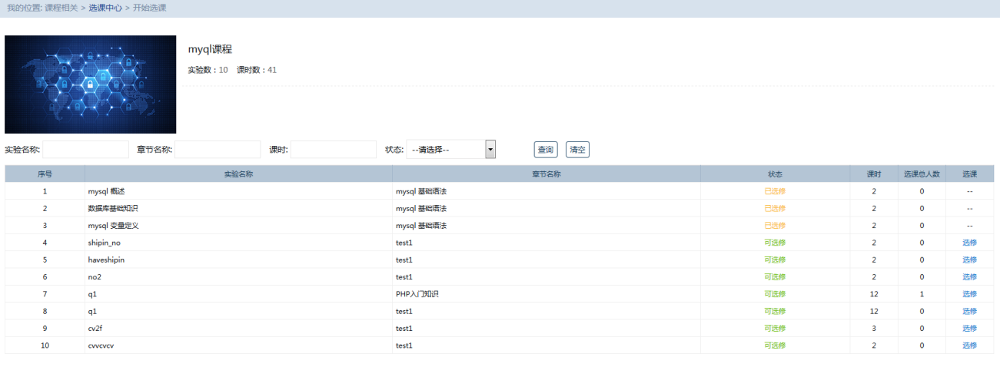 我的位置: 课程相关 > 选课中心 > 开始选课
myql课程
实验数：10 课时数：41
实验名称: 章节名称: 课时: 状态: --请选择-- 查询 清空
序号 实验名称 章节名称 状态 课时 选课总人数 选课
1 mysql 概述 mysql 基础语法 已选修 2 0 --
2 数据库基础知识 mysql 基础语法 已选修 2 0 --
3 mysql 变量定义 mysql 基础语法 已选修 2 0 --
4 shipin_no test1 可选修 2 0 选修
5 haveshipin test1 可选修 2 0 选修
6 no2 test1 可选修 2 0 选修
7 q1 PHP入门知识 可选修 12 1 选修
8 q1 test1 可选修 12 0 选修
9 cv2f test1 可选修 3 0 选修
10 cvvcvcv test1 可选修 2 0 选修